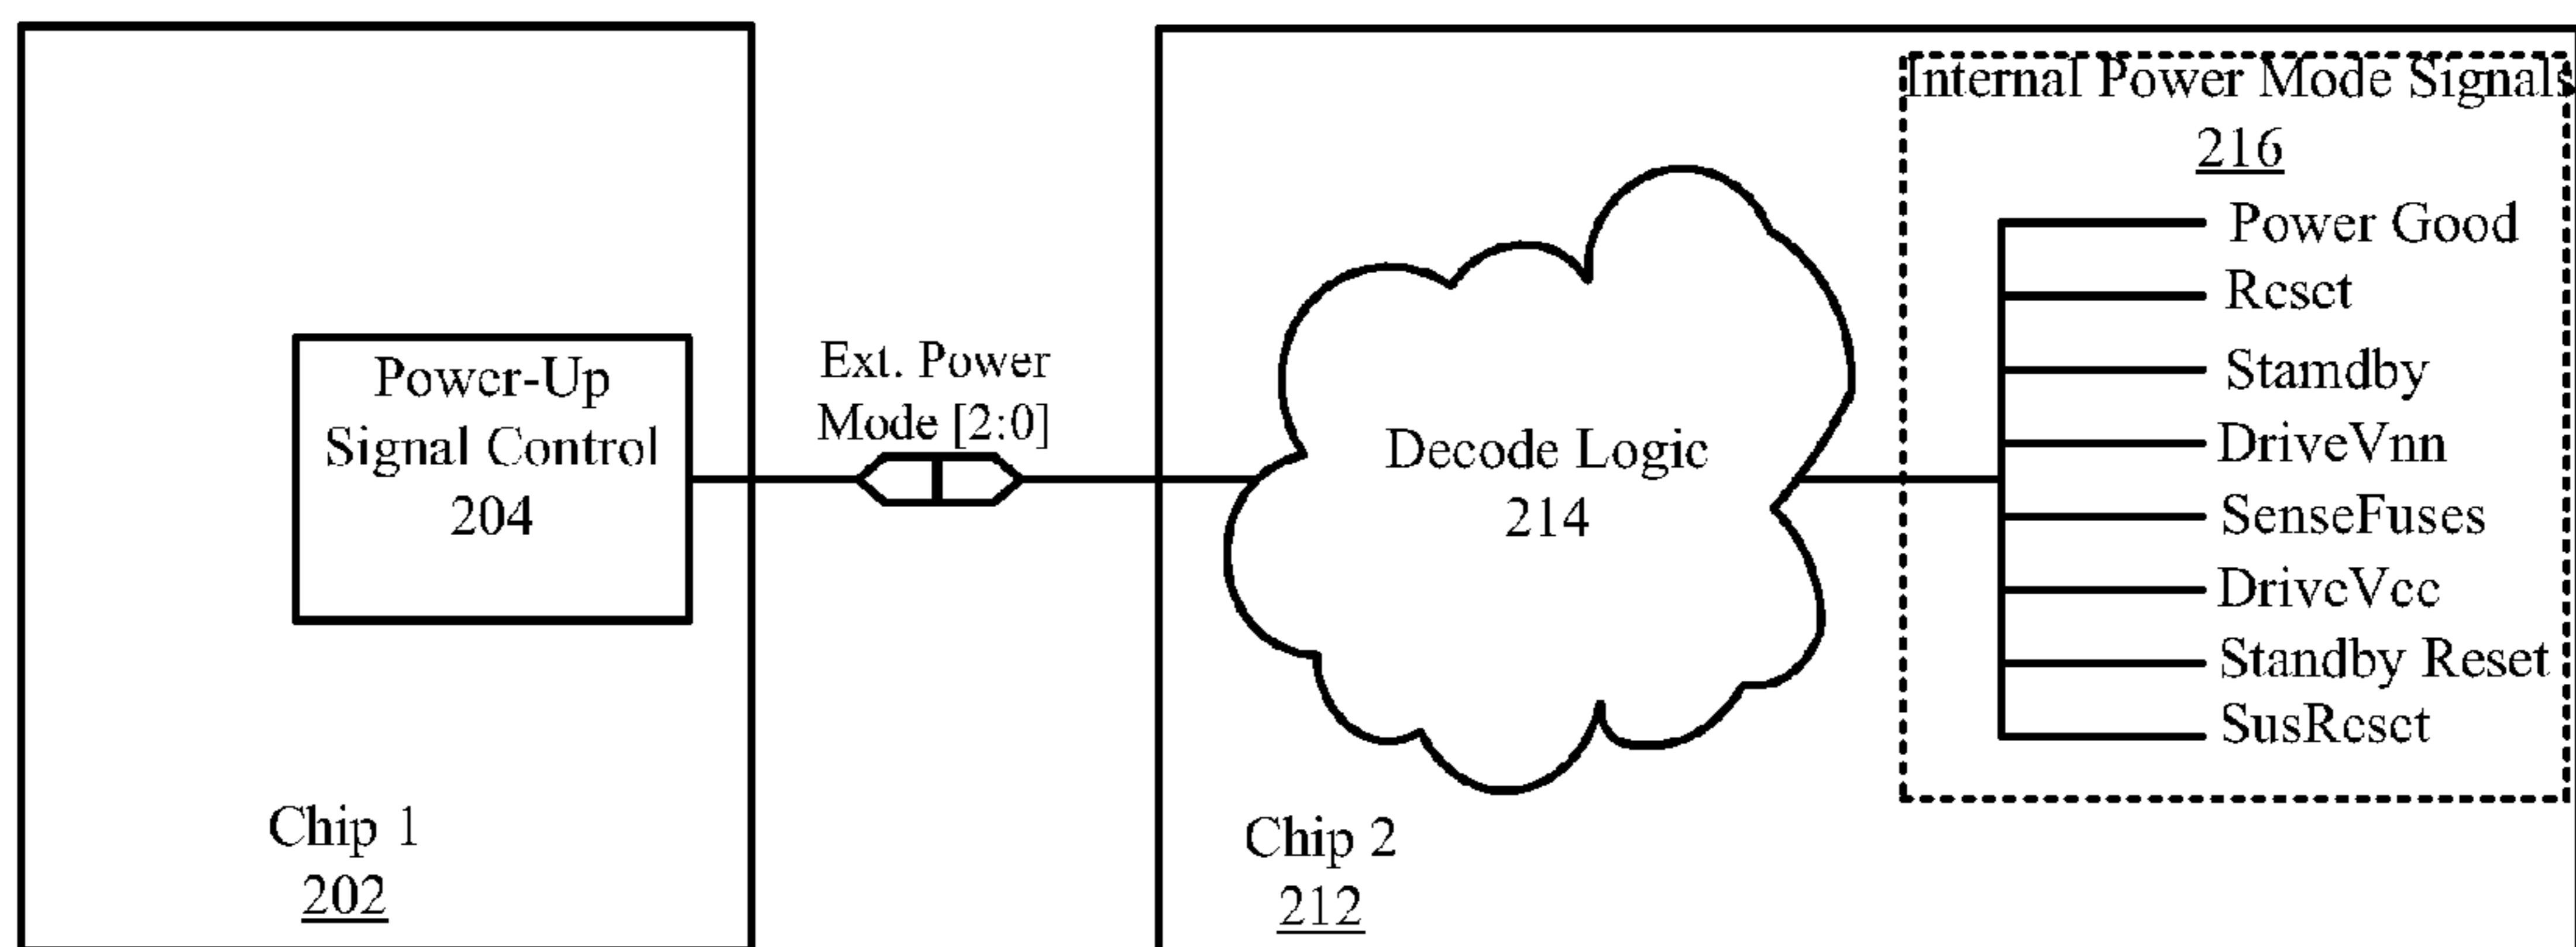 Internal Power Mode Signals
216
Power-Up
Signal Control
204
Ext. Power
Mode [2:0]
Decode Logic
214
Power Good
Reset
Stamdby
DriveVnn
SenseFuses
DriveVcc
Standby Reset
SusReset
Chip 1
202
Chip 2
212